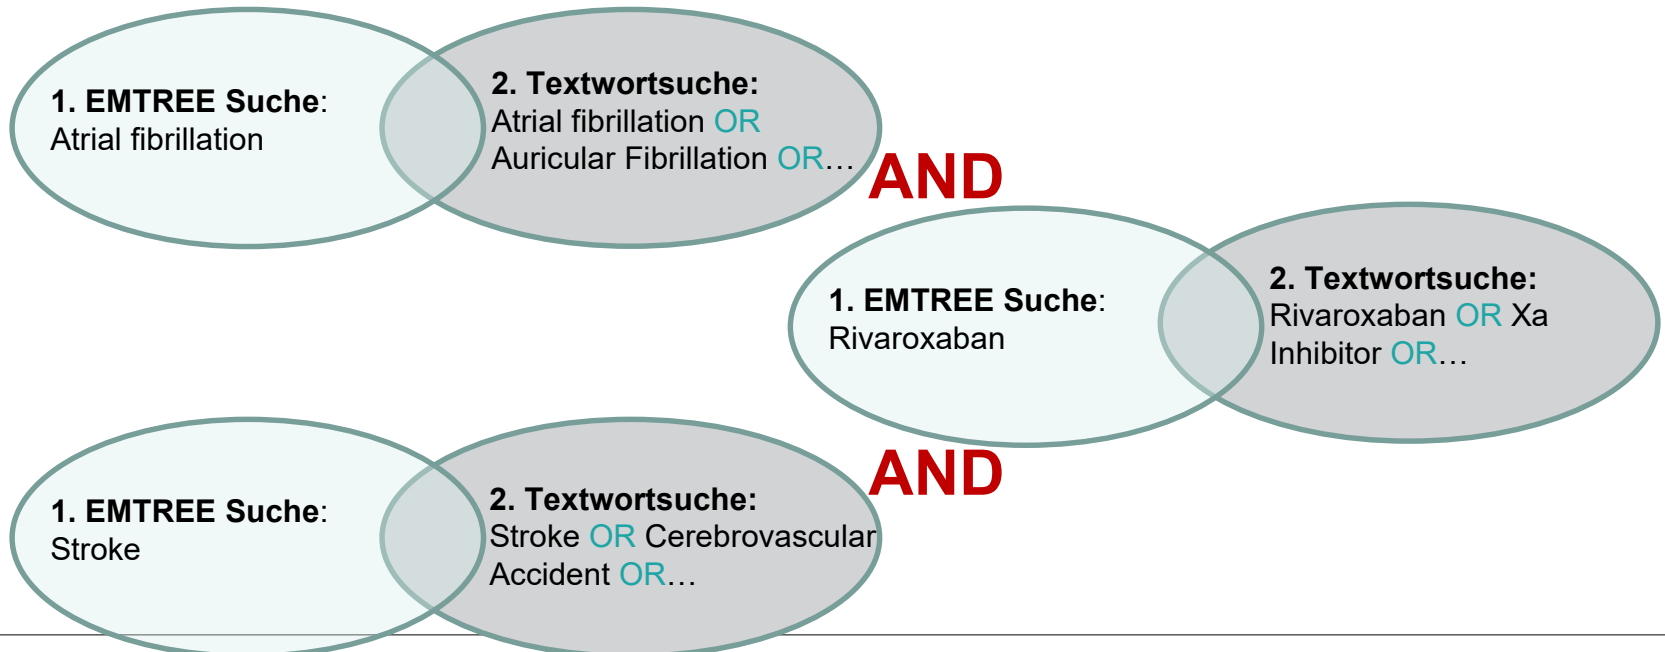 1. EMTREE Suche:
Atrial fibrillation
2. Textwortsuche:
Atrial fibrillation OR
Auricular Fibrillation OR…
AND
1. EMTREE Suche:
Rivaroxaban
2. Textwortsuche:
Rivaroxaban OR Xa
Inhibitor OR…
AND
1. EMTREE Suche:
Stroke
2. Textwortsuche:
Stroke OR Cerebrovascular
Accident OR…